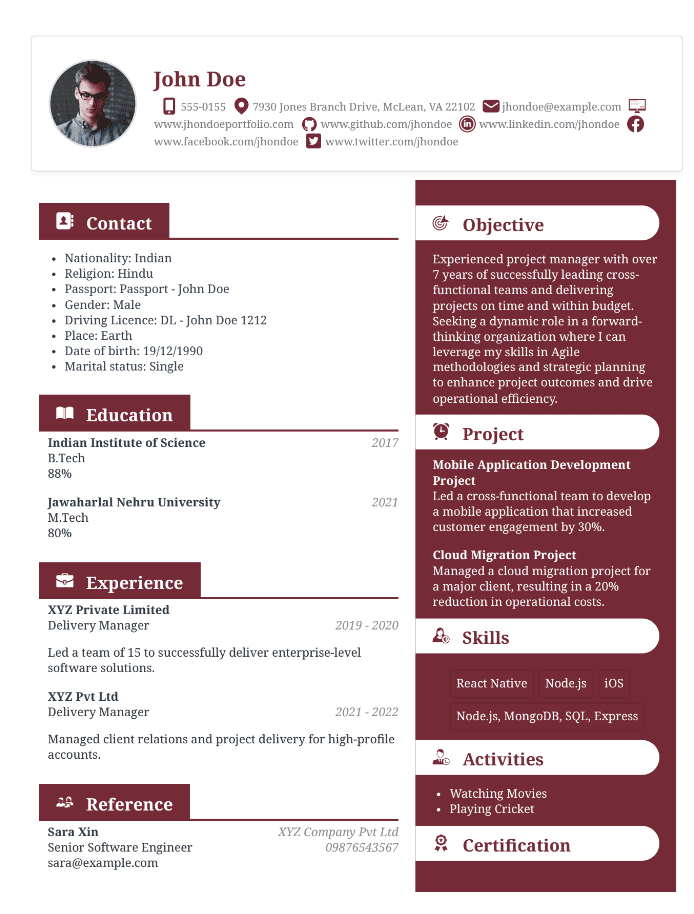 John Doe
555-0155 7930 Jones Branch Drive, McLean, VA 22102 jhondoe@example.com
www.jhondoeportfolio.com www.github.com/jhondoe www.linkedin.com/jhondoe
www.facebook.com/jhondoe www.twitter.com/jhondoe
Contact
• Nationality: Indian
• Religion: Hindu
• Passport: Passport - John Doe
• Gender: Male
• Driving Licence: DL - John Doe 1212
• Place: Earth
• Date of birth: 19/12/1990
• Marital status: Single
Education
Indian Institute of Science 2017
B.Tech
88%
Jawaharlal Nehru University 2021
M.Tech
80%
Experience
XYZ Private Limited
Delivery Manager 2019 - 2020
Led a team of 15 to successfully deliver enterprise-level
software solutions.
XYZ Pvt Ltd
Delivery Manager 2021 - 2022
Managed client relations and project delivery for high-profile
accounts.
Reference
Sara Xin XYZ Company Pvt Ltd
Senior Software Engineer 09876543567
sara@example.com
Objective
Experienced project manager with over
7 years of successfully leading cross-
functional teams and delivering
projects on time and within budget.
Seeking a dynamic role in a forward-
thinking organization where I can
leverage my skills in Agile
methodologies and strategic planning
to enhance project outcomes and drive
operational efficiency.
Project
Mobile Application Development
Project
Led a cross-functional team to develop
a mobile application that increased
customer engagement by 30%.
Cloud Migration Project
Managed a cloud migration project for
a major client, resulting in a 20%
reduction in operational costs.
Skills
React Native Node.js iOS
Node.js, MongoDB, SQL, Express
Activities
• Watching Movies
• Playing Cricket
Certification